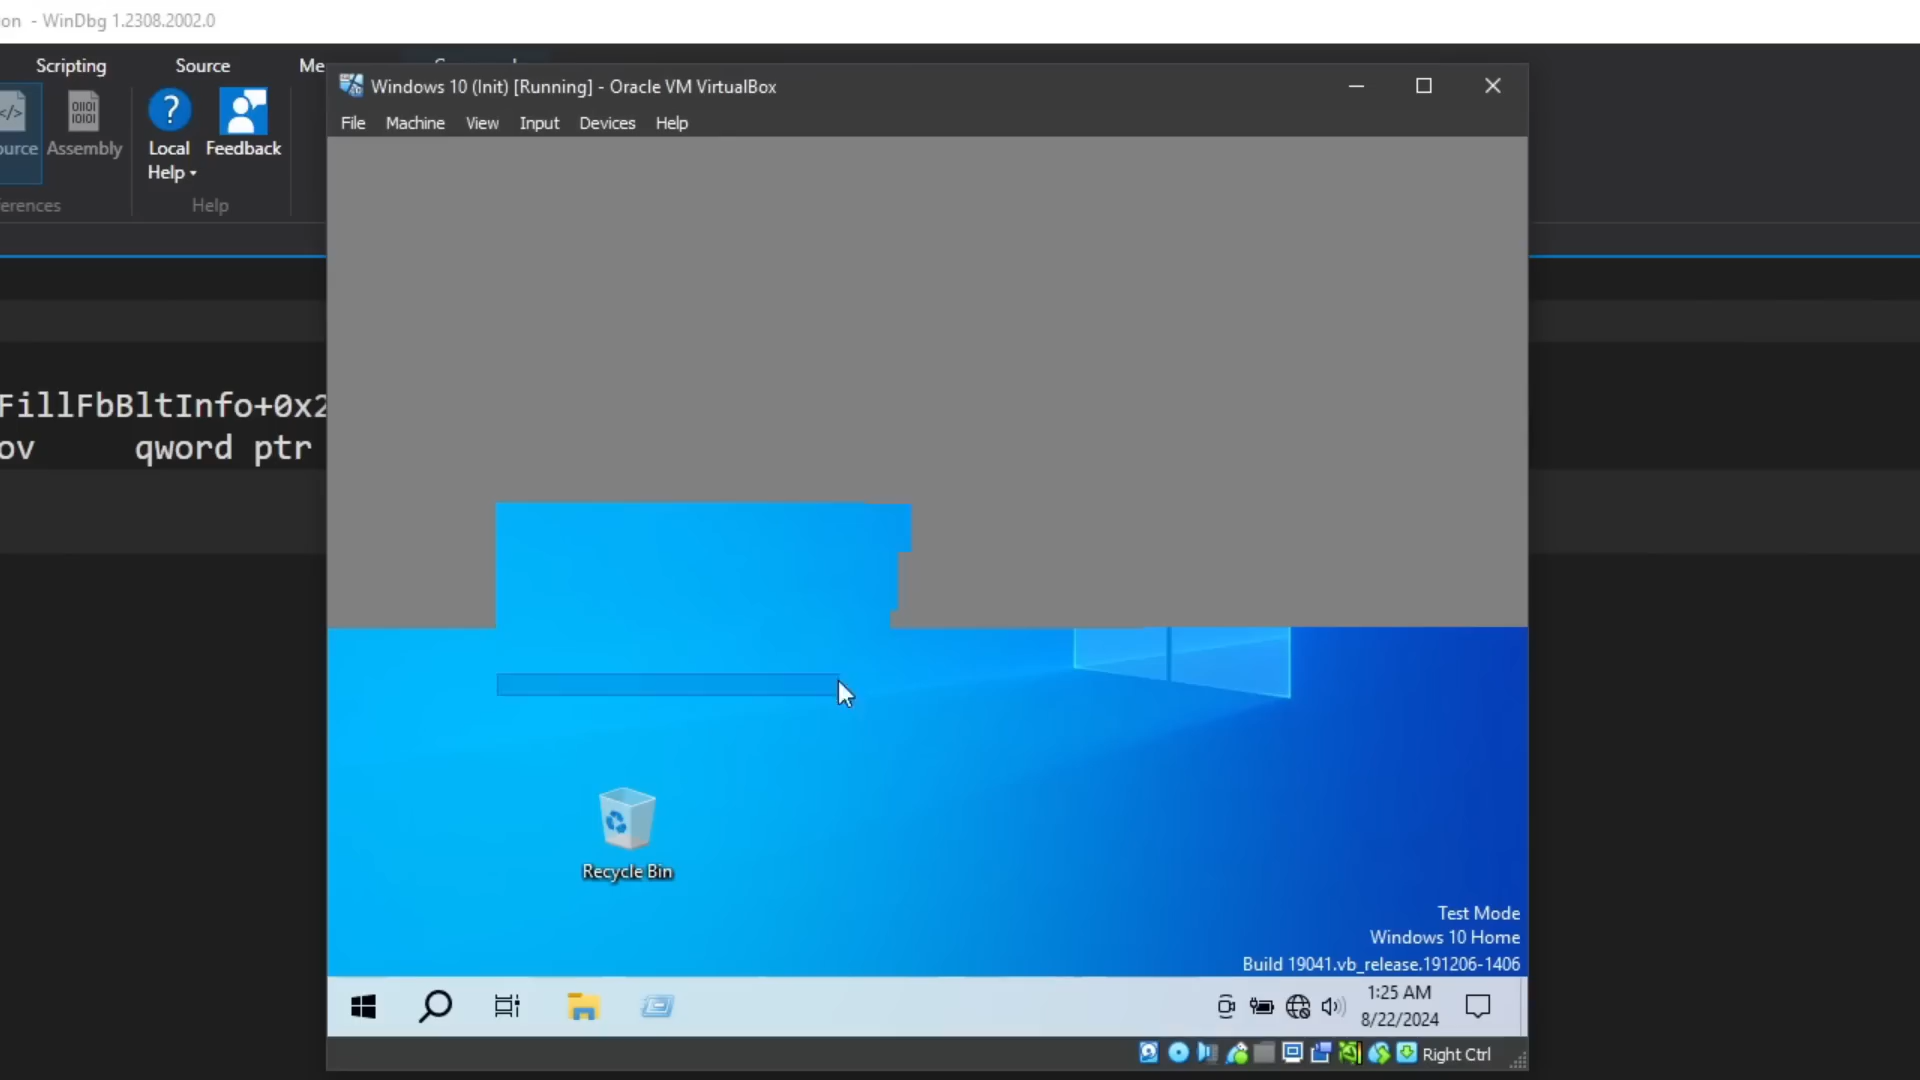 on - WinDbg 1.2308.2002.0
Scripting Source Me
Windows 10 (Init) [Running] - Oracle VM VirtualBox
File Machine View Input Devices Help
ource Assembly Local Help Feedback
erences Help
FillFbBltInfo+0x2
ov qword ptr
Recycle Bin
Test Mode
Windows 10 Home
Build 19041.vb_release.191206-1406
1:25 AM
8/22/2024
Right Ctrl